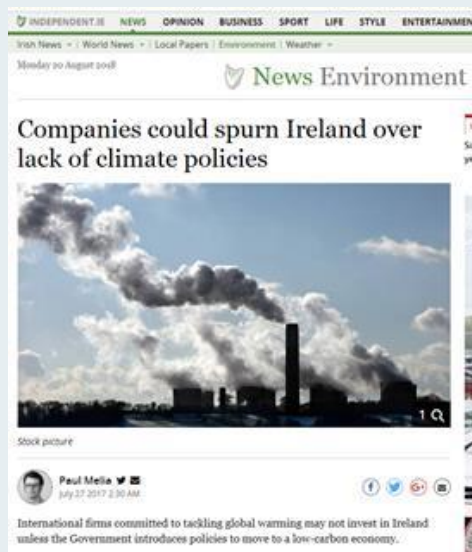 INDEPENDENT.IE NEWS OPINION BUSINESS SPORT LIFE STYLE ENTERTAINMEN
Irish News World News Local Papers Environment Weather
Monday 20 August 2018
News Environment
Companies could spurn Ireland over
lack of climate policies
1
Stock picture
Paul Melia
July 27 2017 2:30 AM
International firms committed to tackling global warming may not invest in Ireland
unless the Government introduces policies to move to a low-carbon economy.